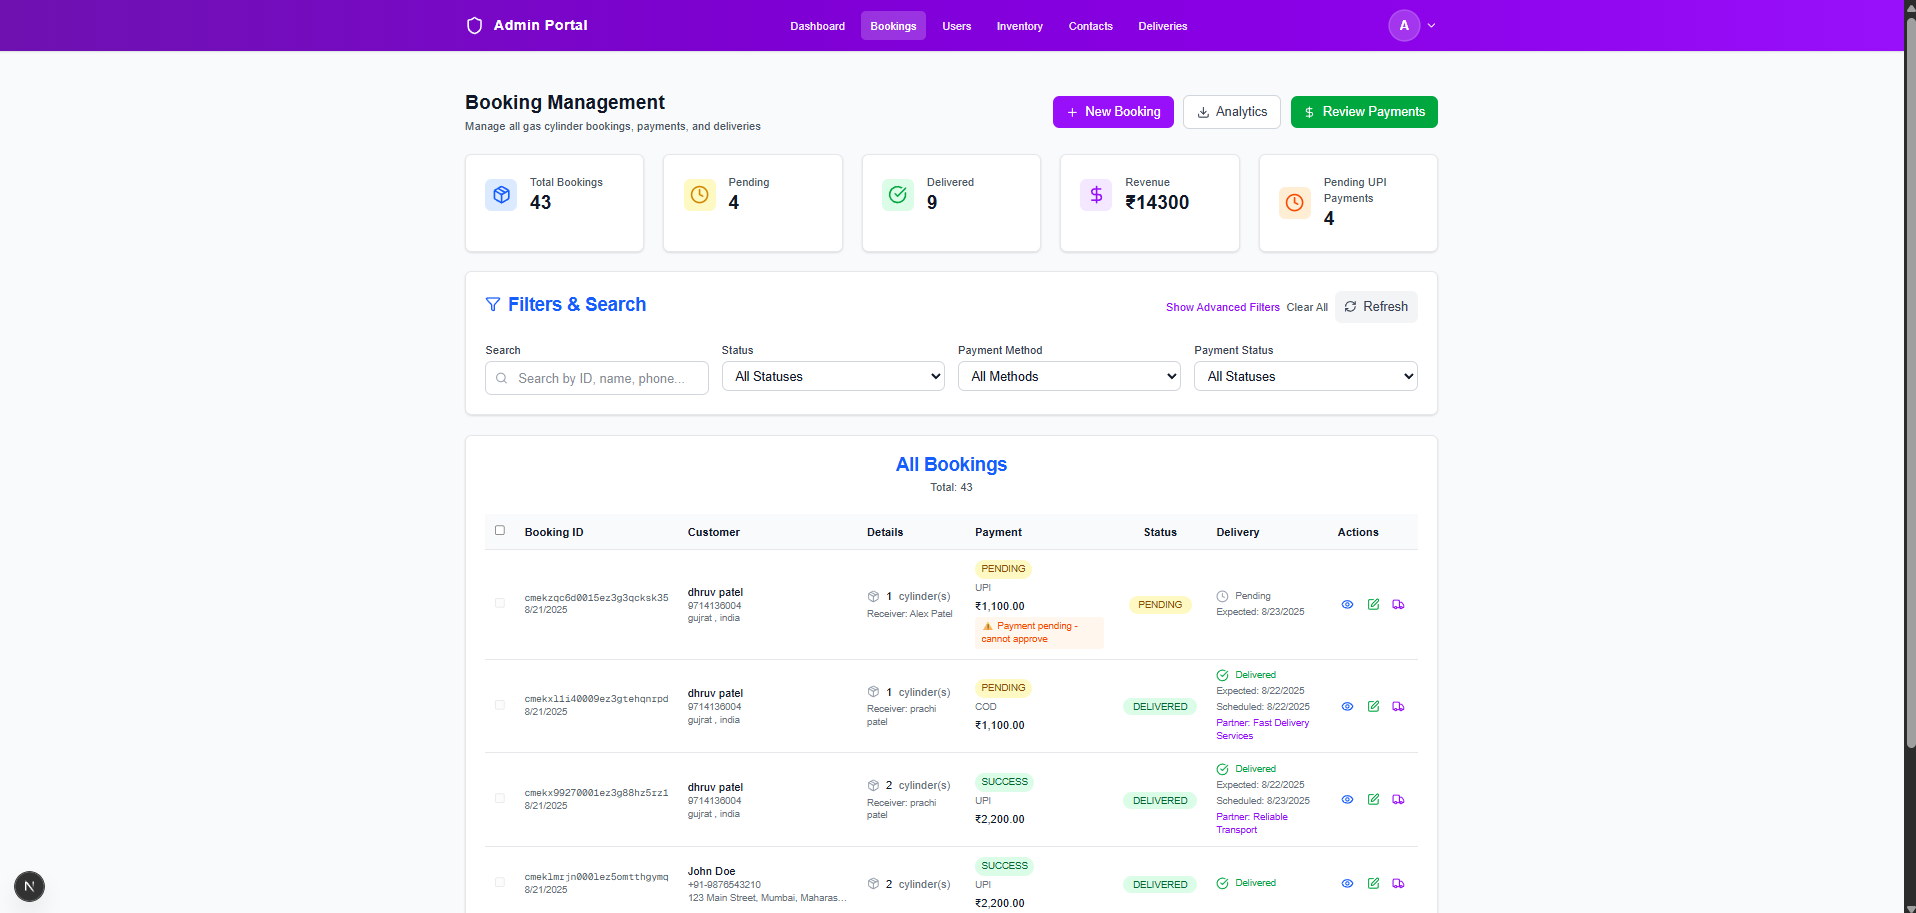 Admin Portal
Dashboard
Bookings
Users
Inventory
Contacts
Deliveries
A
Booking Management
Manage all gas cylinder bookings, payments, and deliveries
New Booking
Analytics
Review Payments
Total Bookings
43
Pending
4
Delivered
9
Revenue
₹14300
Pending UPI
Payments
4
Filters & Search
Show Advanced Filters
Clear All
Refresh
Search
Search by ID, name, phone...
Status
All Statuses
Payment Method
All Methods
Payment Status
All Statuses
All Bookings
Total: 43
Booking ID
Customer
Details
Payment
Status
Delivery
Actions
cmekzqc6d0015ez3g3qcksk35
8/21/2025
dhruv patel
9714136004
gujrat , india
1 cylinder(s)
Receiver: Alex Patel
PENDING
UPI
₹1,100.00
Payment pending -
cannot approve
PENDING
Pending
Expected: 8/23/2025
cmekxl1i40009ez3gtehqnrpd
8/21/2025
dhruv patel
9714136004
gujrat , india
1 cylinder(s)
Receiver: prachi
patel
PENDING
COD
₹1,100.00
DELIVERED
Delivered
Expected: 8/22/2025
Scheduled: 8/22/2025
Partner: Fast Delivery
Services
cmekx99270001ez3g88hz5rz1
8/21/2025
dhruv patel
9714136004
gujrat , india
2 cylinder(s)
Receiver: prachi
patel
SUCCESS
UPI
₹2,200.00
DELIVERED
Delivered
Expected: 8/22/2025
Scheduled: 8/23/2025
Partner: Reliable
Transport
cmeklmrjn000lez5omtthgymq
8/21/2025
John Doe
+91-9876543210
123 Main Street, Mumbai, Maharas...
2 cylinder(s)
SUCCESS
UPI
₹2,200.00
DELIVERED
Delivered
N